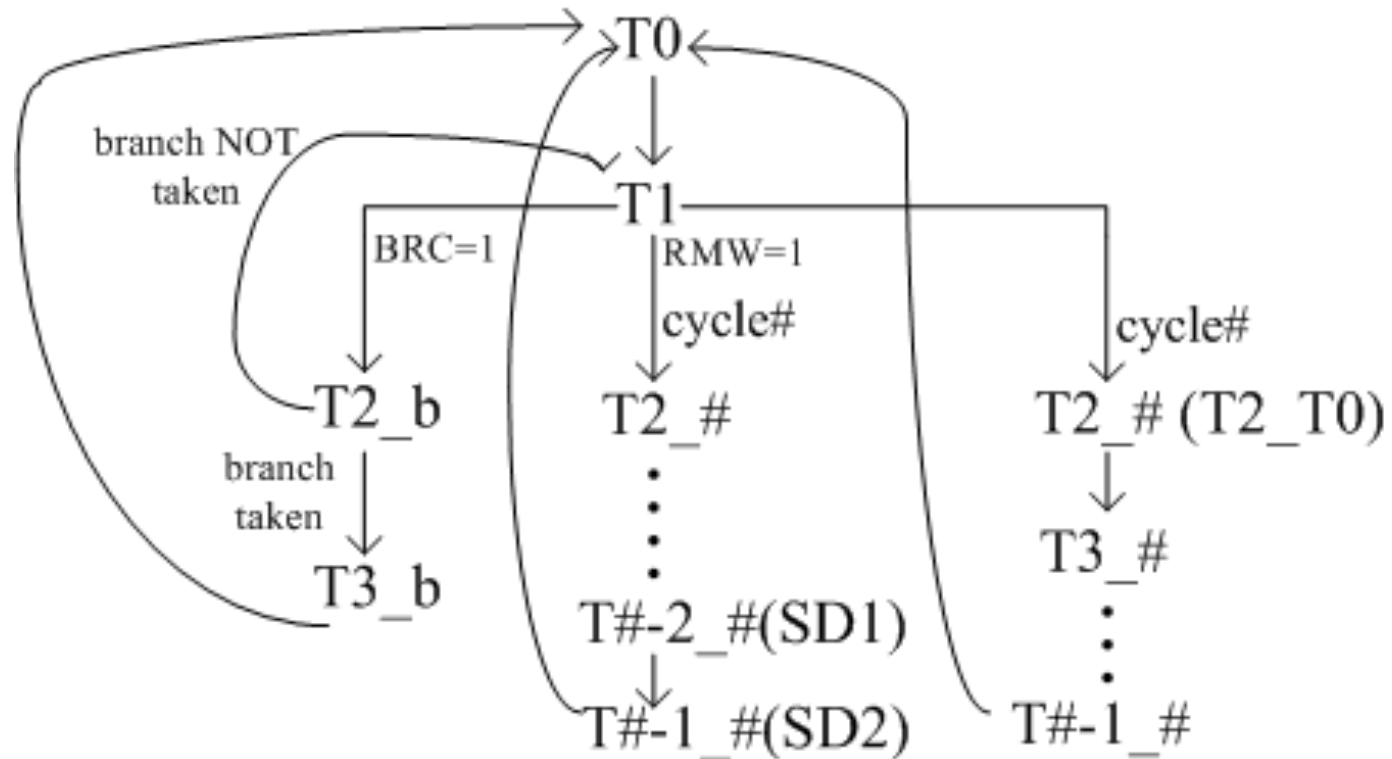 T0
branch NOT
taken
T1
BRC=1
RMW=1
cycle#
cycle#
T2_b
T2_#
T2_# (T2_T0)
branch
taken
T3_#
T3_b
T#-2_#(SD1)
T#-1_#(SD2)
T#-1_#